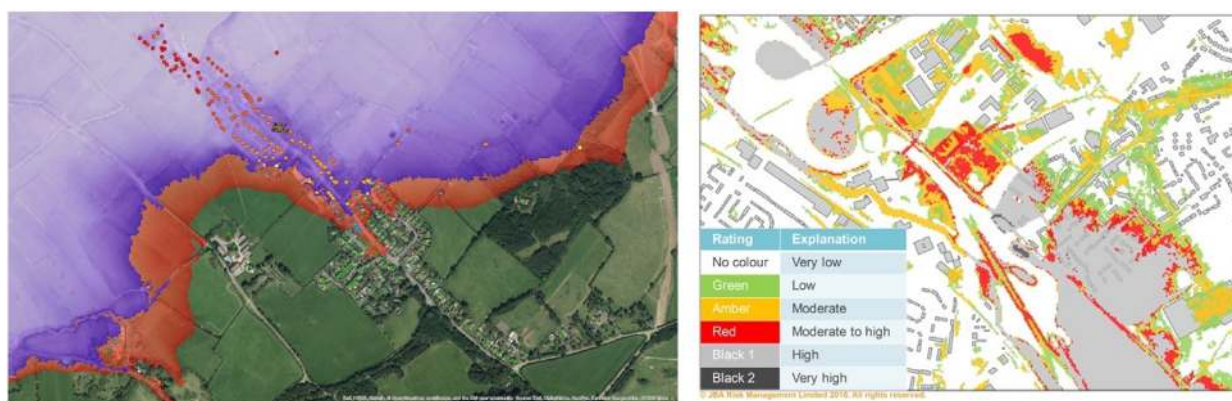 Rating Explanation
No colour Very low
Green Low
Amber Moderate
Red Moderate to high
Black 1 High
Black 2 Very high
© JBA Risk Management Limited 2016. All rights reserved.